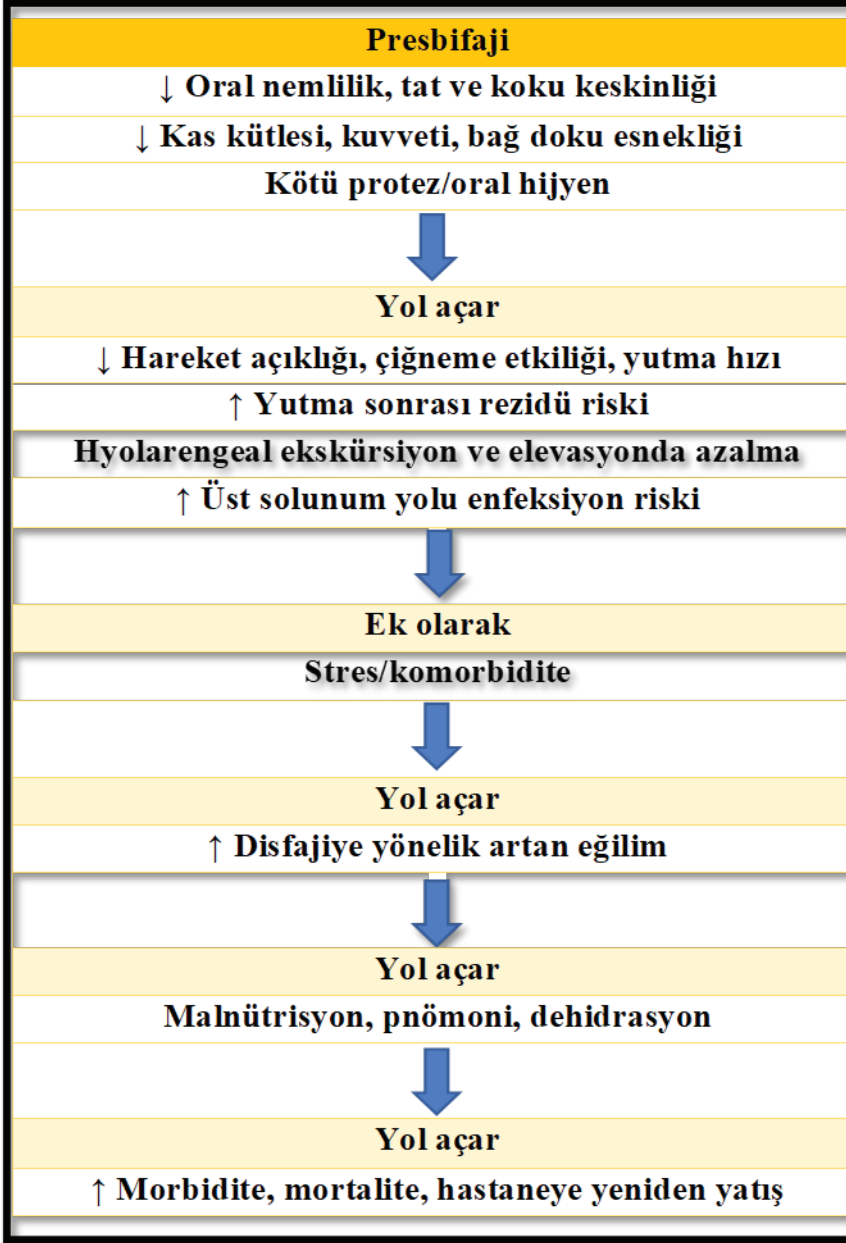 Presbifaji
↓ Oral nemlilik, tat ve koku keskinliği
↓ Kas kütlesi, kuvveti, bağ doku esnekliği
Kötü protez/oral hijyen
Yol açar
↓ Hareket açıklığı, çiğneme etkiliği, yutma hızı
↑ Yutma sonrası rezidü riski
Hyolarengeal ekskürsiyon ve elevasyonda azalma
↑ Üst solunum yolu enfeksiyon riski
Ek olarak
Stres/komorbidite
Yol açar
↑ Disfajiye yönelik artan eğilim
Yol açar
Malnütrisyon, pnömoni, dehidrasyon
Yol açar
↑ Morbidite, mortalite, hastaneye yeniden yatış